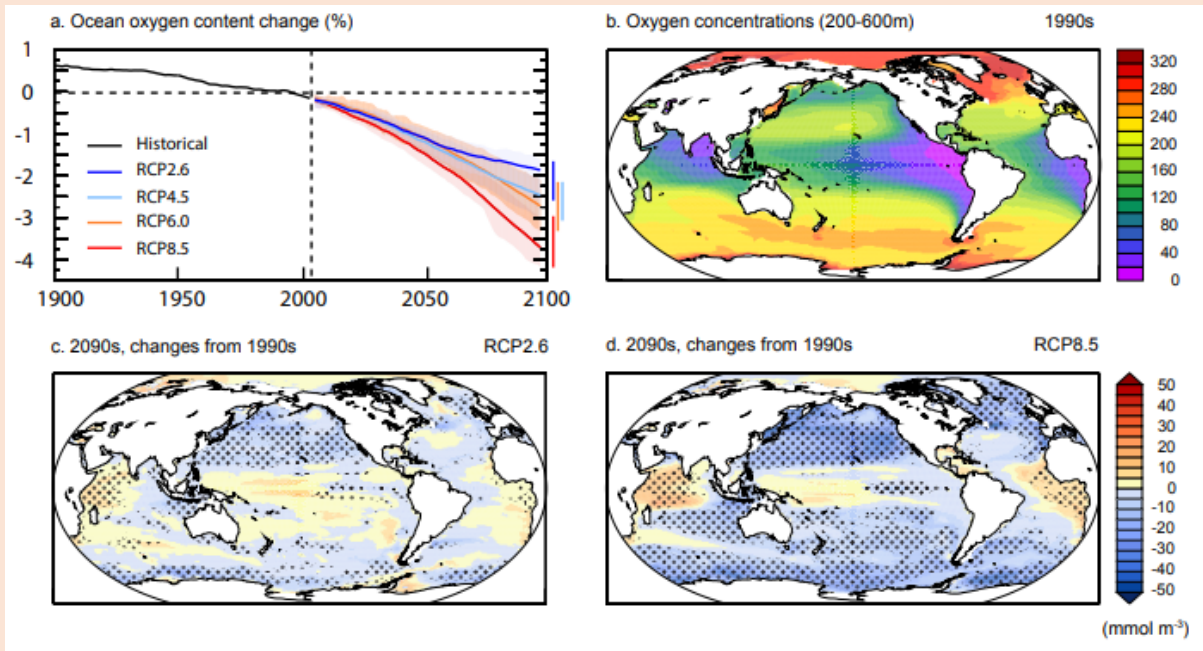 a. Ocean oxygen content change (%)
1
0
-1
-2
-3
-4
1900 1950 2000 2050 2100
Historical
RCP2.6
RCP4.5
RCP6.0
RCP8.5
b. Oxygen concentrations (200-600m) 1990s
320
280
240
200
160
120
80
40
0
c. 2090s, changes from 1990s RCP2.6
d. 2090s, changes from 1990s RCP8.5
50
40
30
20
10
0
-10
-20
-30
-40
-50
(mmol m⁻³)